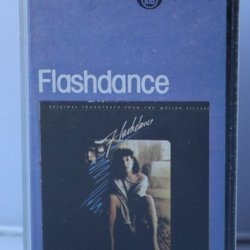 Flashdance
ORIGINAL SOUNDTRACK FROM THE MOTION PICTURE
Flashdance